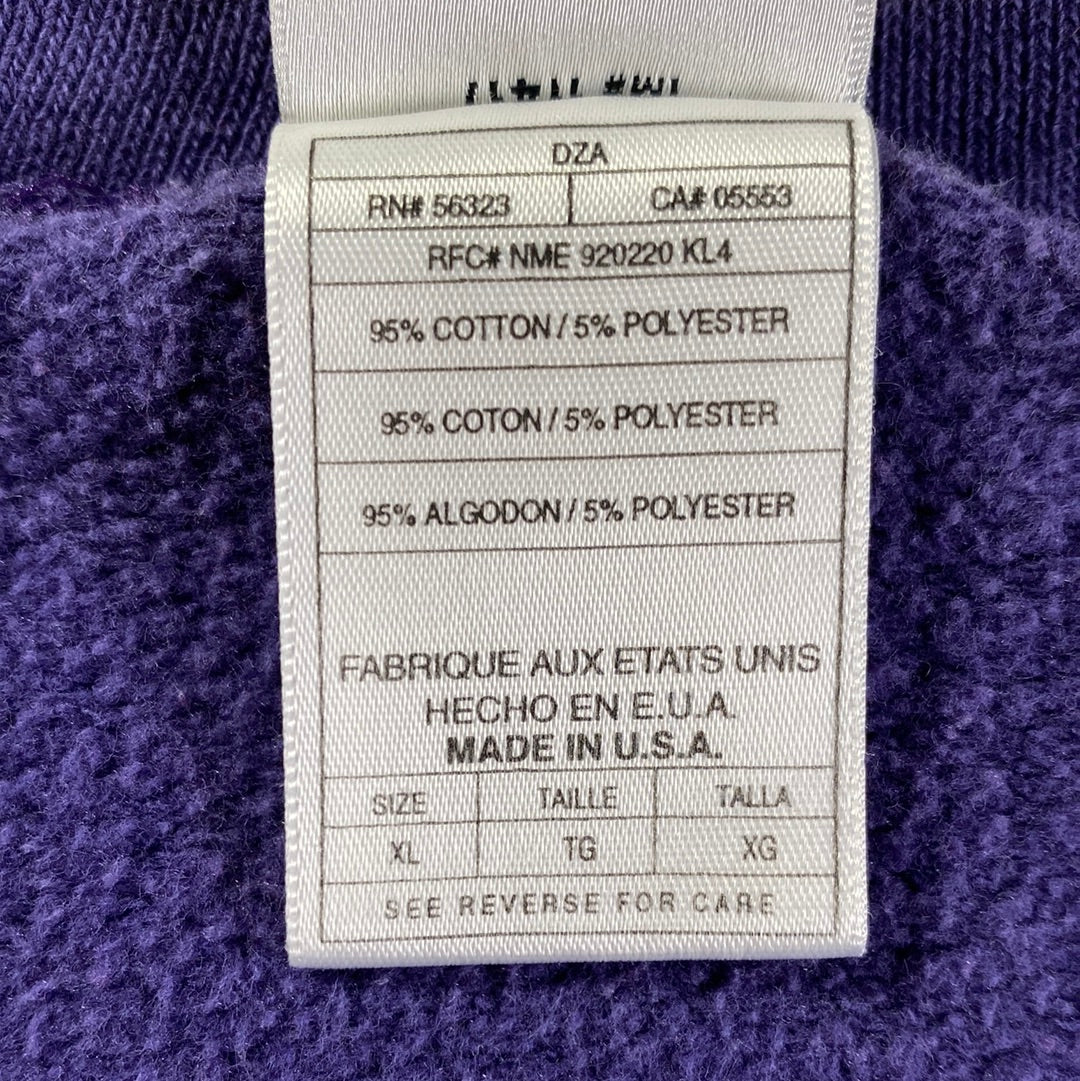 DZA
RN# 56323 CA# 05553
RFC# NME 920220 KL4
95% COTTON / 5% POLYESTER
95% COTON / 5% POLYESTER
95% ALGODON / 5% POLYESTER
FABRIQUE AUX ETATS UNIS
HECHO EN E.U.A.
MADE IN U.S.A.
SIZE TAILLE TALLA
XL TG XG
SEE REVERSE FOR CARE